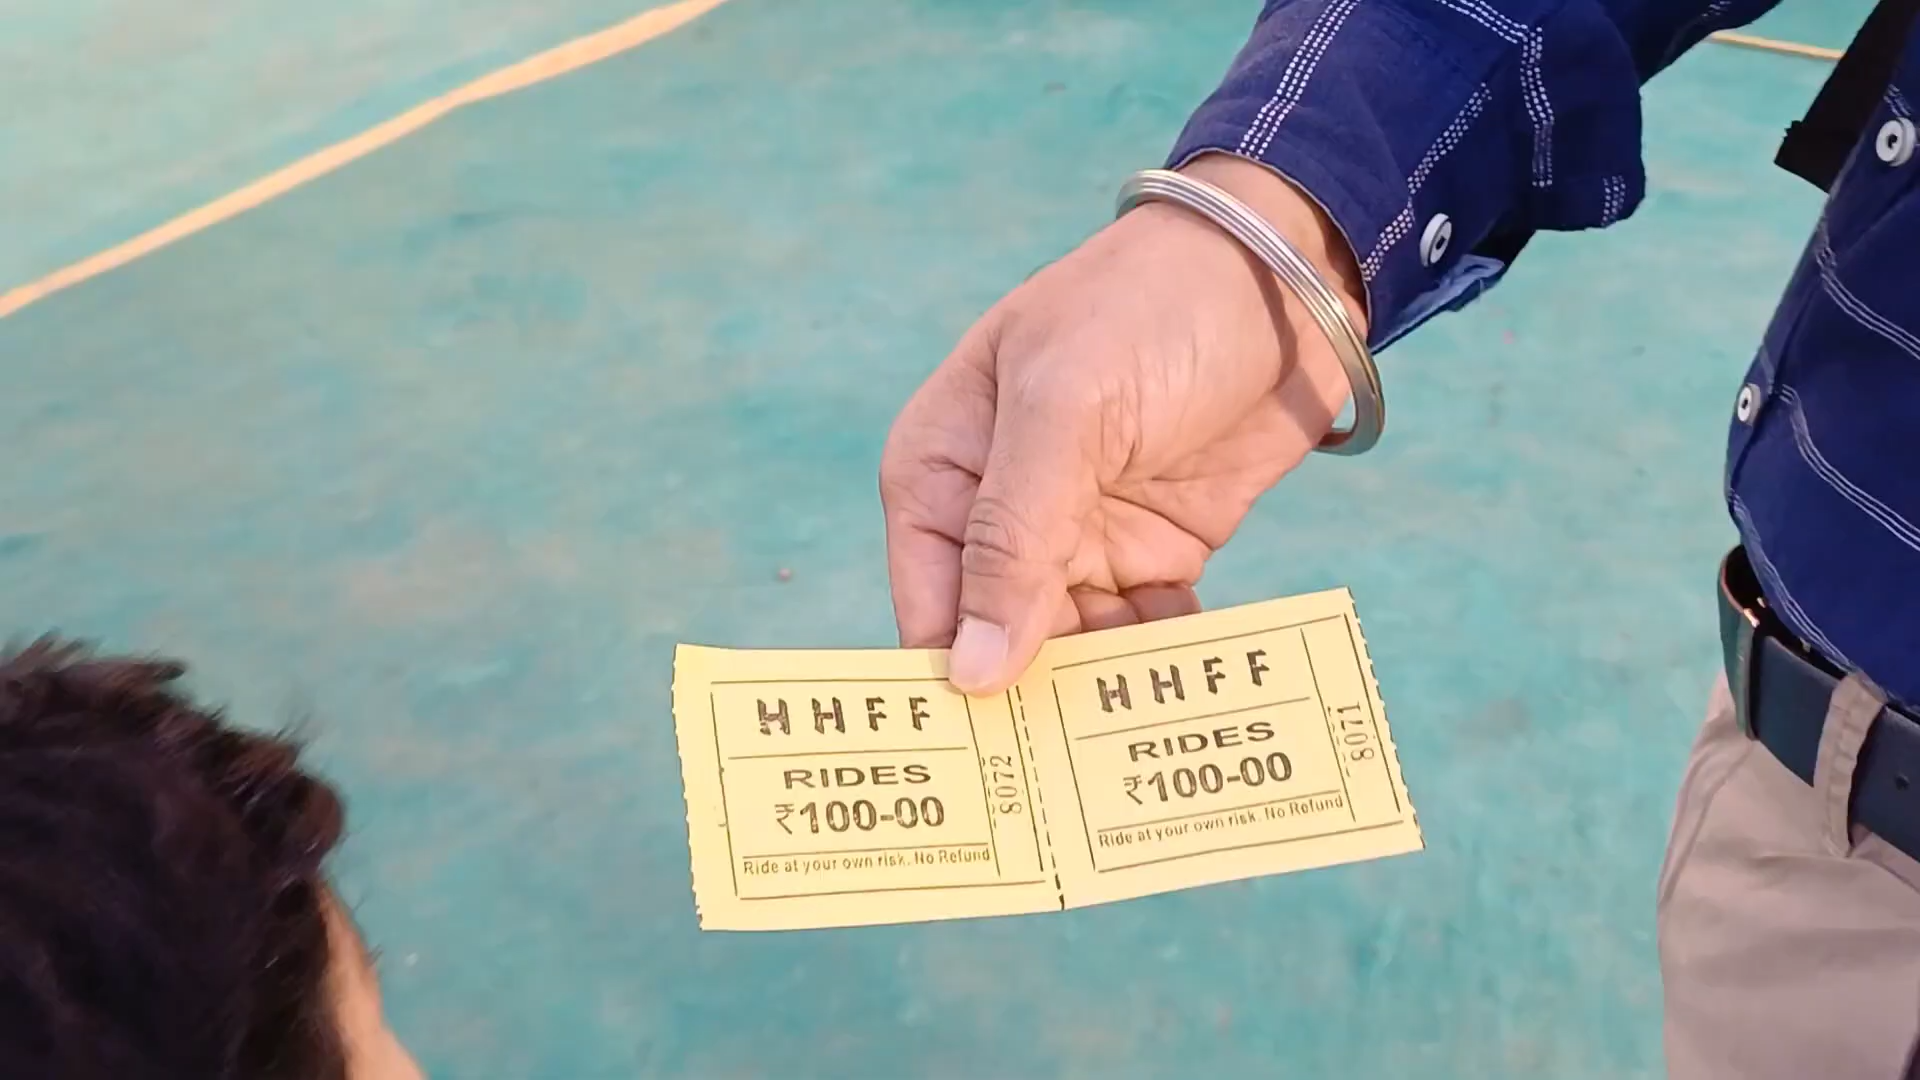 HHFF
RIDES
₹100-00
Ride at your own risk. No Refund
8072
HHFF
RIDES
₹100-00
Ride at your own risk. No Refund
8071